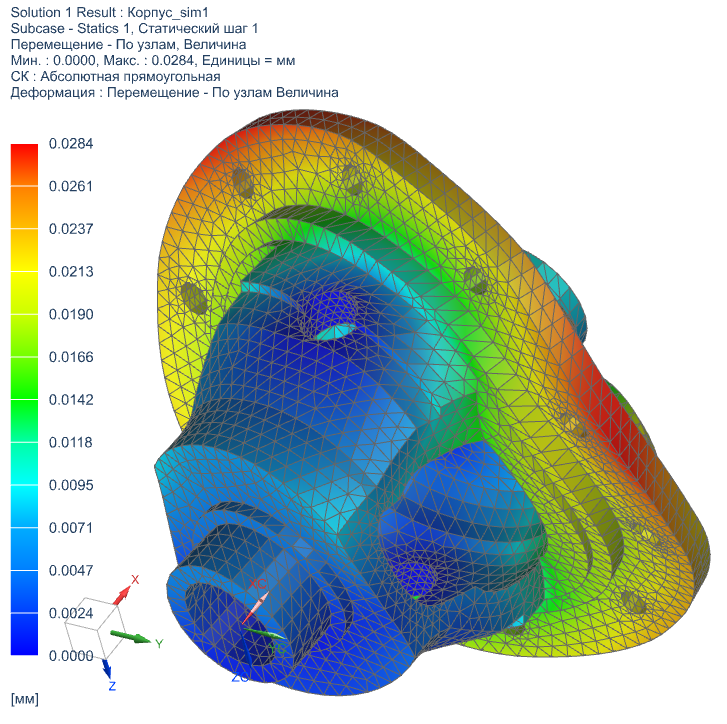 Solution 1 Result : Корпус_sim1
Subcase - Statics 1, Статический шаг 1
Перемещение - По узлам, Величина
Мин. : 0.0000, Макс. : 0.0284, Единицы = мм
СК : Абсолютная прямоугольная
Деформация : Перемещение - По узлам Величина
0.0284
0.0261
0.0237
0.0213
0.0190
0.0166
0.0142
0.0118
0.0095
0.0071
0.0047
0.0024
0.0000
[мм]
X
Y
Z